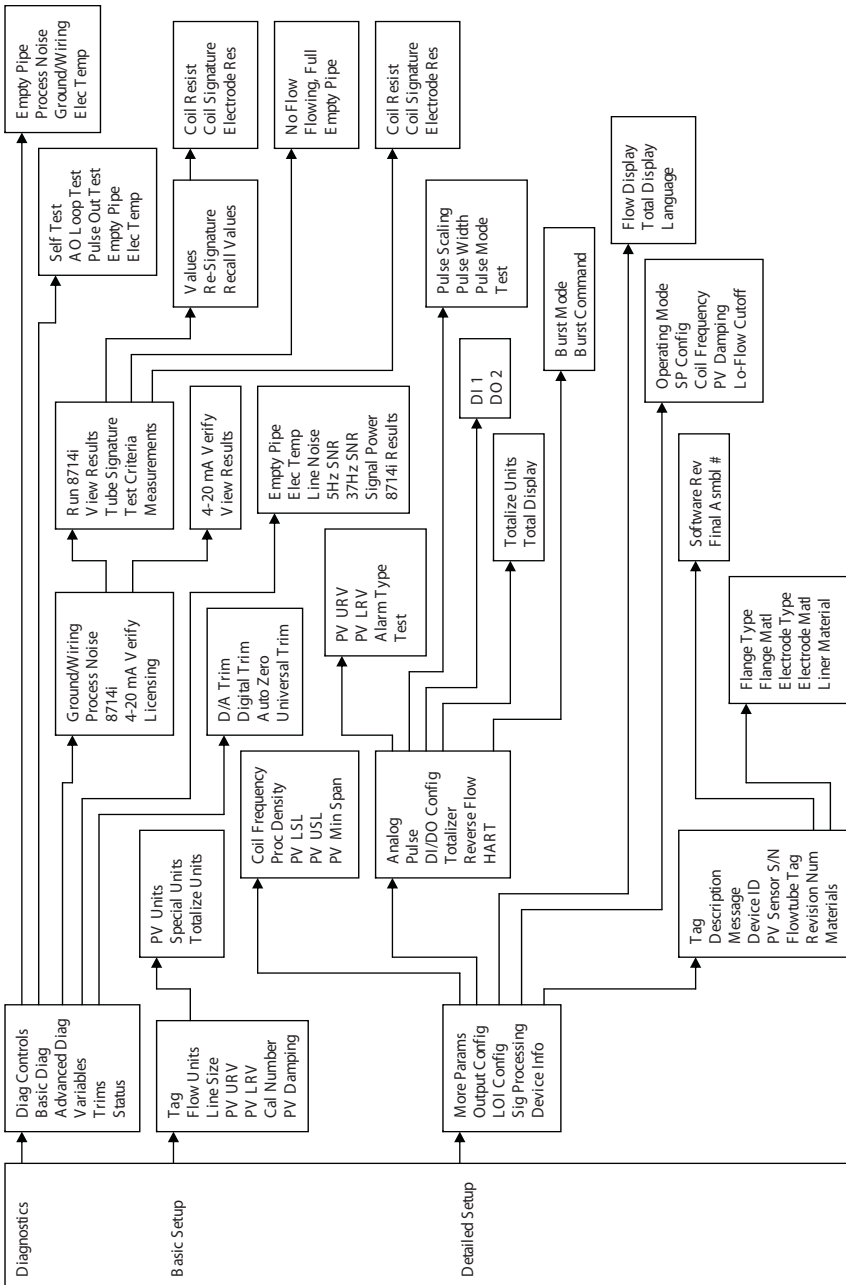 Diagnostics
Basic Setup
Detailed Setup
Diag Controls
Basic Diag
Advanced Diag
Variables
Trims
Status
Empty Pipe
Process Noise
Ground/Wiring
Elec Temp
Self Test
AO Loop Test
Pulse Out Test
Empty Pipe
Elec Temp
Ground/Wiring
Process Noise
8714i
4-20 mA Verify
Licensing
Run 8714i
View Results
Tube Signature
Test Criteria
Measurements
Values
Re-Signature
Recall Values
Coil Resist
Coil Signature
Electrode Res
No Flow
Flowing, Full
Empty Pipe
Coil Resist
Coil Signature
Electrode Res
4-20 mA Verify
View Results
Empty Pipe
Elec Temp
Line Noise
5Hz SNR
37Hz SNR
Signal Power
8714i Results
D/A Trim
Digital Trim
Auto Zero
Universal Trim
Tag
Flow Units
Line Size
PV URV
PV LRV
Cal Number
PV Damping
PV Units
Special Units
Totalize Units
More Params
Output Config
LOI Config
Sig Processing
Device Info
Coil Frequency
Proc Density
PV LSL
PV USL
PV Min Span
Analog
Pulse
DI/DO Config
Totalizer
Reverse Flow
HART
PV URV
PV LRV
Alarm Type
Test
Pulse Scaling
Pulse Width
Pulse Mode
Test
DI 1
DO 2
Totalize Units
Total Display
Burst Mode
Burst Command
Flow Display
Total Display
Language
Operating Mode
SP Config
Coil Frequency
PV Damping
Lo-Flow Cutoff
Tag
Description
Message
Device ID
PV Sensor S/N
Flowtube Tag
Revision Num
Materials
Software Rev
Final Asmbl #
Flange Type
Flange Matl
Electrode Type
Electrode Matl
Liner Material